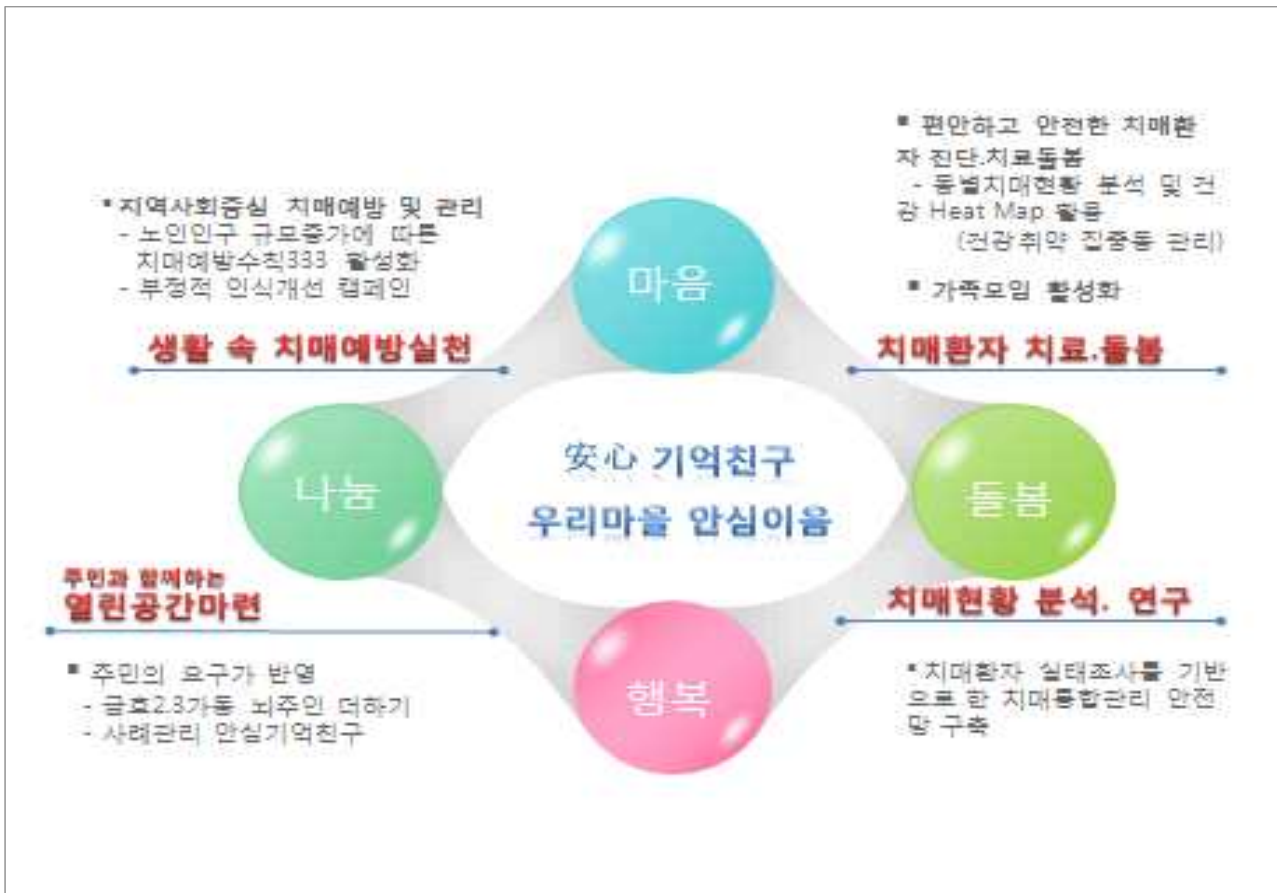 ▪ 지역사회중심 치매예방 및 관리
- 노인인구 규모증가에 따른
치매예방수칙333 활성화
- 부정적 인식개선 캠페인
생활 속 치매예방실천
▪ 편안하고 안전한 치매환
자 진단.치료돌봄
- 동별치매현황 분석 및 건
강 Heat Map 활용
(건강취약 집중동 관리)
▪ 가족모임 활성화
치매환자 치료.돌봄
마음
나눔
安心 기억친구
우리마을 안심이음
돌봄
행복
주민과 함께하는
열린공간마련
▪ 주민의 요구가 반영
- 금호2.3가동 뇌주인 더하기
- 사례관리 안심기억친구
치매현황 분석. 연구
▪ 치매환자 실태조사를 기반
으로 한 치매통합관리 안전
망 구축